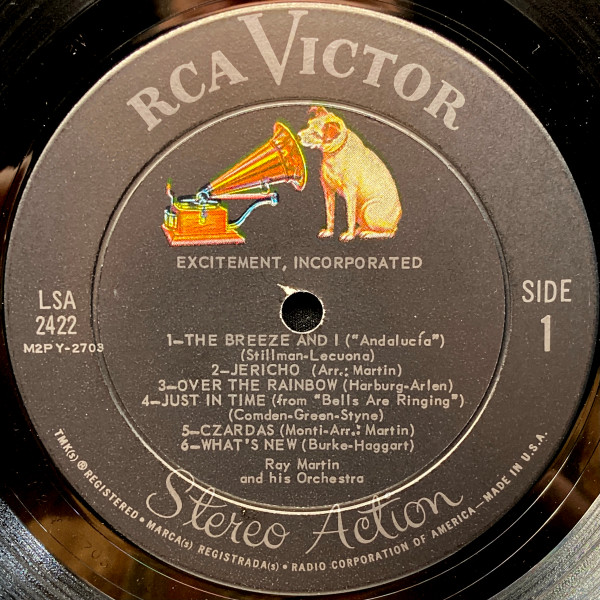 RCA VICTOR
EXCITEMENT, INCORPORATED
LSA
2422
M2PY-2703
SIDE
1
1—THE BREEZE AND I ("Andalucía")
(Stillman-Lecuona)
2—JERICHO (Arr.: Martin)
3—OVER THE RAINBOW (Harburg-Arlen)
4—JUST IN TIME (from "Bells Are Ringing")
(Comden-Green-Styne)
5—CZARDAS (Monti-Arr.: Martin)
6—WHAT'S NEW (Burke-Haggart)
Ray Martin
and his Orchestra
Stereo Action
TMK(s) ® REGISTERED • MARCA(s) REGISTRADA(s) • RADIO CORPORATION OF AMERICA—MADE IN U.S.A.